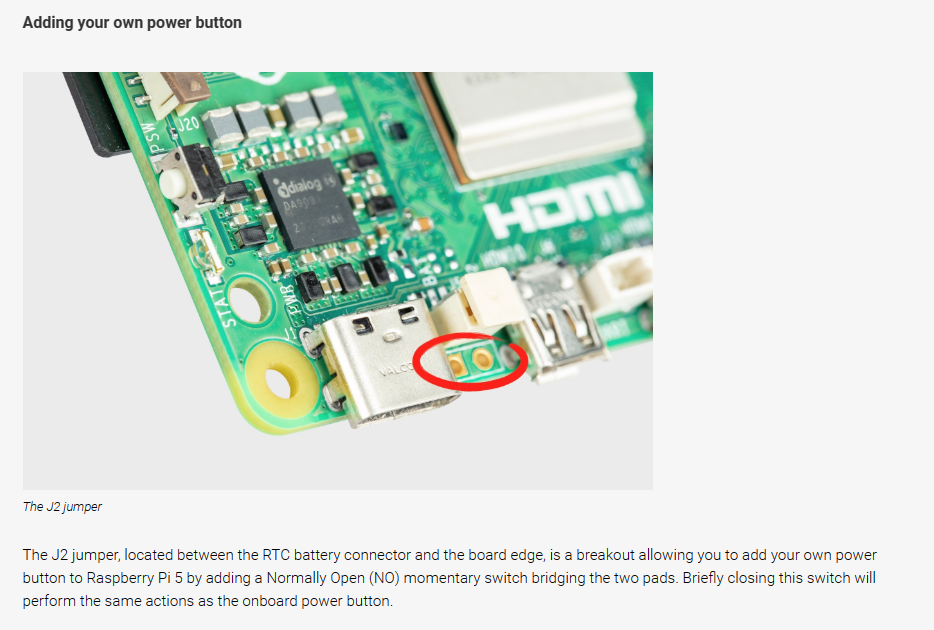 Adding your own power button
J20
PSW
dialog
DA909
HDMI
STAT
PWR
BAT
J1
VALCO
The J2 jumper
The J2 jumper, located between the RTC battery connector and the board edge, is a breakout allowing you to add your own power
button to Raspberry Pi 5 by adding a Normally Open (NO) momentary switch bridging the two pads. Briefly closing this switch will
perform the same actions as the onboard power button.